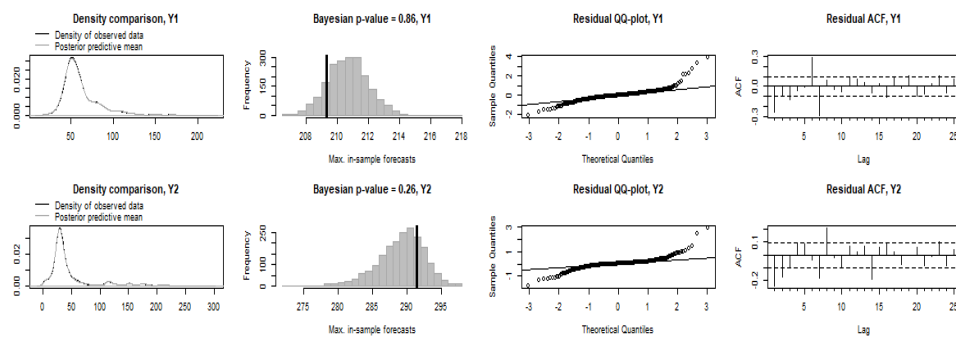 Density comparison, Y1
Density of observed data
Posterior predictive mean
0.000 0.020
50 100 150 200
Bayesian p-value = 0.86, Y1
Frequency
0 150 300
208 210 212 214 216 218
Max. in-sample forecasts
Residual QQ-plot, Y1
Sample Quantiles
-2 0 2 4
-3 -2 -1 0 1 2 3
Theoretical Quantiles
Residual ACF, Y1
ACF
-0.3 0.0 0.3
5 10 15 20 25
Lag
Density comparison, Y2
Density of observed data
Posterior predictive mean
0.00 0.02
0 50 100 150 200 250 300
Bayesian p-value = 0.26, Y2
Frequency
0 100 250
275 280 285 290 295
Max. in-sample forecasts
Residual QQ-plot, Y2
Sample Quantiles
-1 1 3
-3 -2 -1 0 1 2 3
Theoretical Quantiles
Residual ACF, Y2
ACF
-0.2 0.1
5 10 15 20 25
Lag